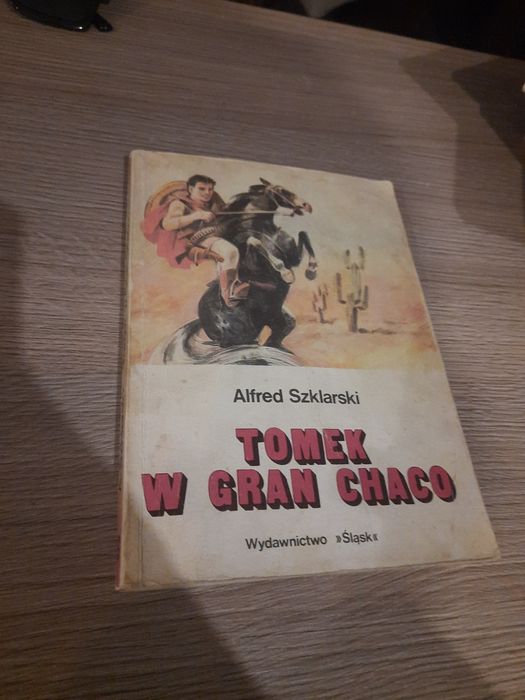 Alfred Szklarski
TOMEK
W GRAN CHACO
Wydawnictwo »Śląsk«